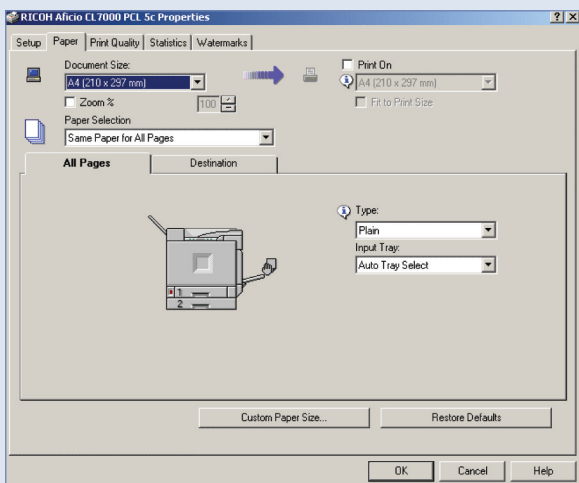 RICOH Aficio CL7000 PCL 5c Properties
Setup Paper Print Quality Statistics Watermarks
Document Size:
A4 (210 x 297 mm)
Zoom %
100
Print On
A4 (210 x 297 mm)
Fit to Print Size
Paper Selection
Same Paper for All Pages
All Pages Destination
Type:
Plain
Input Tray:
Auto Tray Select
1
2
Custom Paper Size... Restore Defaults
OK Cancel Help